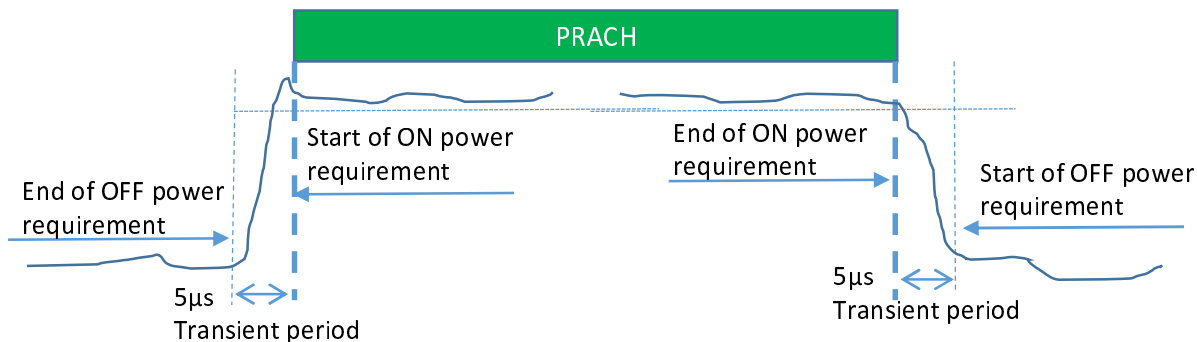 PRACH
Start of ON power
requirement
End of ON power
requirement
End of OFF power
requirement
Start of OFF power
requirement
5µs
Transient period
5µs
Transient period